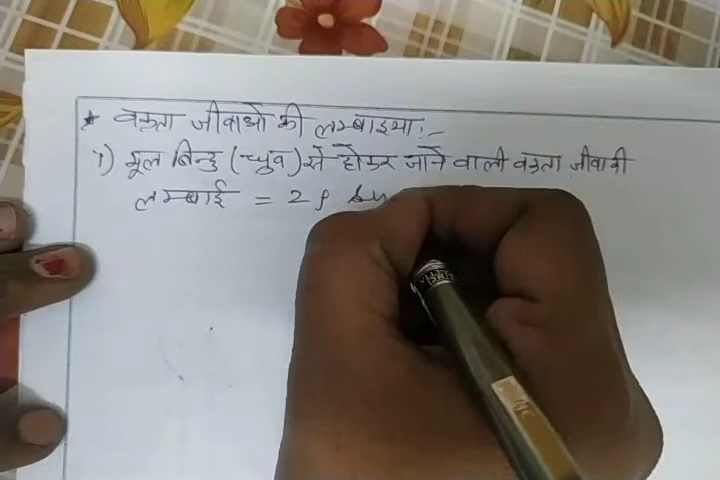 * वक्रता जीवाओ की लम्बाइया:-
1) मूल बिन्दु (ध्रुव) से होकर जाने वाली वक्रता जीवा की
लम्बाई = 2ρ